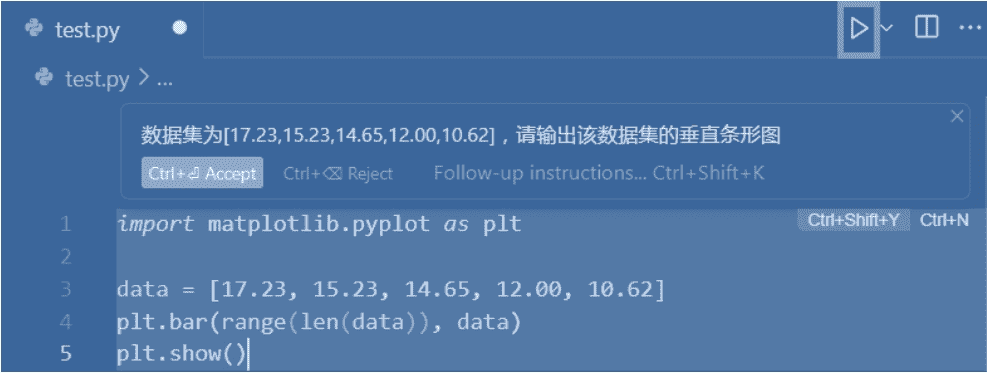 test.py
test.py > ...
数据集为[17.23,15.23,14.65,12.00,10.62]，请输出该数据集的垂直条形图
Ctrl+⏎ Accept Ctrl+⌫ Reject Follow-up instructions... Ctrl+Shift+K
1 import matplotlib.pyplot as plt Ctrl+Shift+Y Ctrl+N
2
3 data = [17.23, 15.23, 14.65, 12.00, 10.62]
4 plt.bar(range(len(data)), data)
5 plt.show()